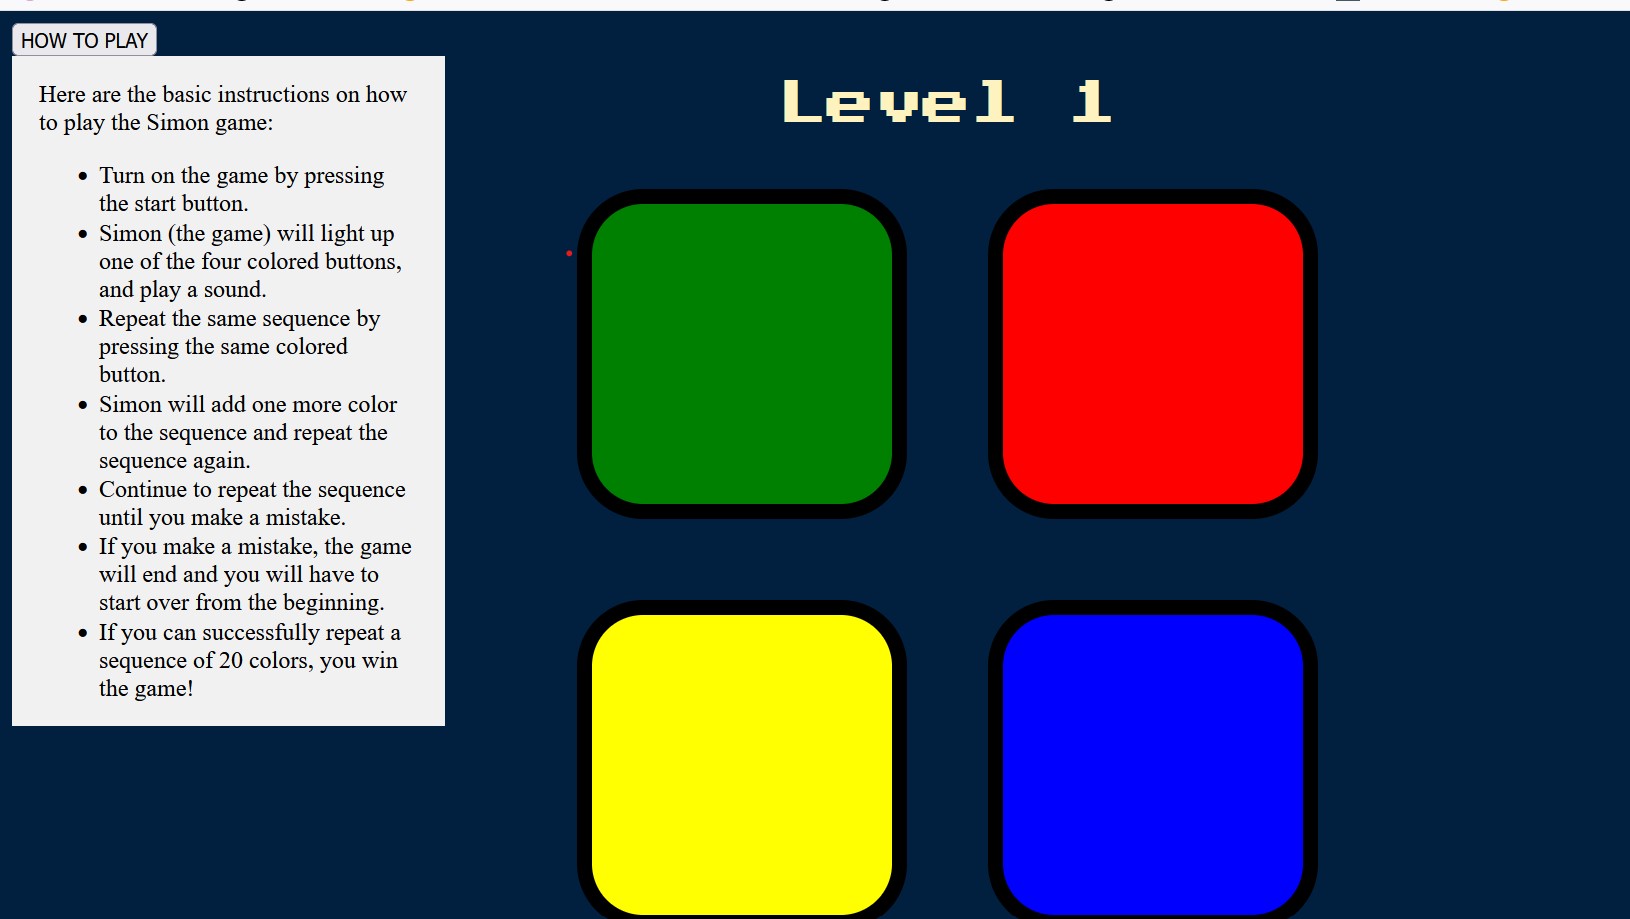 HOW TO PLAY
Here are the basic instructions on how
to play the Simon game:
Turn on the game by pressing
the start button.
Simon (the game) will light up
one of the four colored buttons,
and play a sound.
Repeat the same sequence by
pressing the same colored
button.
Simon will add one more color
to the sequence and repeat the
sequence again.
Continue to repeat the sequence
until you make a mistake.
If you make a mistake, the game
will end and you will have to
start over from the beginning.
If you can successfully repeat a
sequence of 20 colors, you win
the game!
Level 1